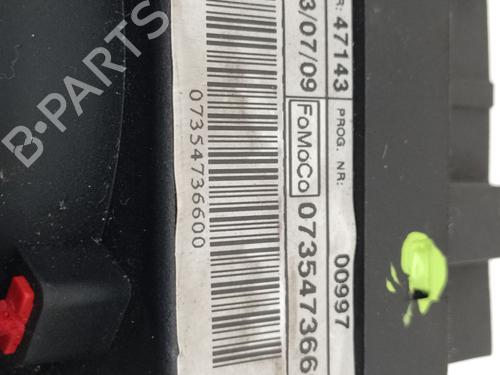 R: 47143
PROG. NR: 00997
3/07/09
FoMoCo 073547366
07354736600
B-PARTS